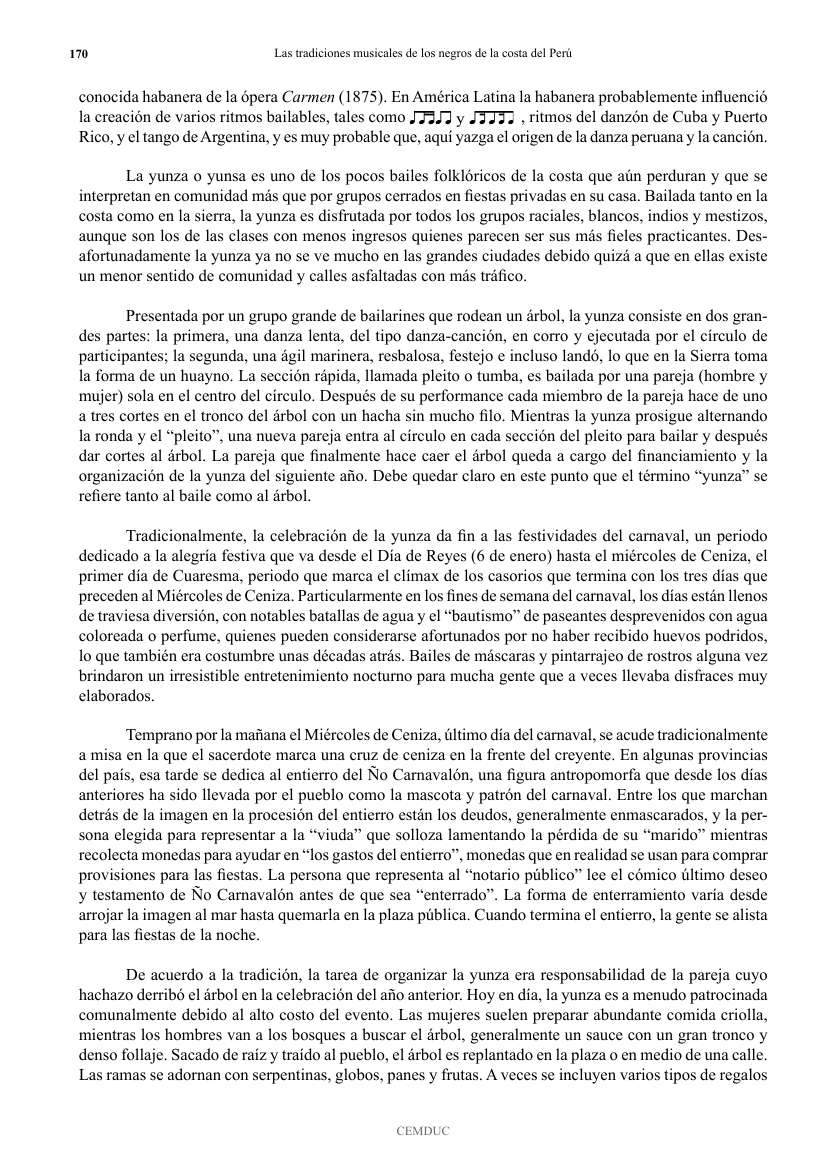 170
Las tradiciones musicales de los negros de la costa del Perú
conocida habanera de la ópera Carmen (1875). En América Latina la habanera probablemente influenció
la creación de varios ritmos bailables, tales como y , ritmos del danzón de Cuba y Puerto
Rico, y el tango de Argentina, y es muy probable que, aquí yazga el origen de la danza peruana y la canción.
La yunza o yunsa es uno de los pocos bailes folklóricos de la costa que aún perduran y que se
interpretan en comunidad más que por grupos cerrados en fiestas privadas en su casa. Bailada tanto en la
costa como en la sierra, la yunza es disfrutada por todos los grupos raciales, blancos, indios y mestizos,
aunque son los de las clases con menos ingresos quienes parecen ser sus más fieles practicantes. Des-
afortunadamente la yunza ya no se ve mucho en las grandes ciudades debido quizá a que en ellas existe
un menor sentido de comunidad y calles asfaltadas con más tráfico.
Presentada por un grupo grande de bailarines que rodean un árbol, la yunza consiste en dos gran-
des partes: la primera, una danza lenta, del tipo danza-canción, en corro y ejecutada por el círculo de
participantes; la segunda, una ágil marinera, resbalosa, festejo e incluso landó, lo que en la Sierra toma
la forma de un huayno. La sección rápida, llamada pleito o tumba, es bailada por una pareja (hombre y
mujer) sola en el centro del círculo. Después de su performance cada miembro de la pareja hace de uno
a tres cortes en el tronco del árbol con un hacha sin mucho filo. Mientras la yunza prosigue alternando
la ronda y el “pleito”, una nueva pareja entra al círculo en cada sección del pleito para bailar y después
dar cortes al árbol. La pareja que finalmente hace caer el árbol queda a cargo del financiamiento y la
organización de la yunza del siguiente año. Debe quedar claro en este punto que el término “yunza” se
refiere tanto al baile como al árbol.
Tradicionalmente, la celebración de la yunza da fin a las festividades del carnaval, un periodo
dedicado a la alegría festiva que va desde el Día de Reyes (6 de enero) hasta el miércoles de Ceniza, el
primer día de Cuaresma, periodo que marca el clímax de los casorios que termina con los tres días que
preceden al Miércoles de Ceniza. Particularmente en los fines de semana del carnaval, los días están llenos
de traviesa diversión, con notables batallas de agua y el “bautismo” de paseantes desprevenidos con agua
coloreada o perfume, quienes pueden considerarse afortunados por no haber recibido huevos podridos,
lo que también era costumbre unas décadas atrás. Bailes de máscaras y pintarrajeo de rostros alguna vez
brindaron un irresistible entretenimiento nocturno para mucha gente que a veces llevaba disfraces muy
elaborados.
Temprano por la mañana el Miércoles de Ceniza, último día del carnaval, se acude tradicionalmente
a misa en la que el sacerdote marca una cruz de ceniza en la frente del creyente. En algunas provincias
del país, esa tarde se dedica al entierro del Ño Carnavalón, una figura antropomorfa que desde los días
anteriores ha sido llevada por el pueblo como la mascota y patrón del carnaval. Entre los que marchan
detrás de la imagen en la procesión del entierro están los deudos, generalmente enmascarados, y la per-
sona elegida para representar a la “viuda” que solloza lamentando la pérdida de su “marido” mientras
recolecta monedas para ayudar en “los gastos del entierro”, monedas que en realidad se usan para comprar
provisiones para las fiestas. La persona que representa al “notario público” lee el cómico último deseo
y testamento de Ño Carnavalón antes de que sea “enterrado”. La forma de enterramiento varía desde
arrojar la imagen al mar hasta quemarla en la plaza pública. Cuando termina el entierro, la gente se alista
para las fiestas de la noche.
De acuerdo a la tradición, la tarea de organizar la yunza era responsabilidad de la pareja cuyo
hachazo derribó el árbol en la celebración del año anterior. Hoy en día, la yunza es a menudo patrocinada
comunalmente debido al alto costo del evento. Las mujeres suelen preparar abundante comida criolla,
mientras los hombres van a los bosques a buscar el árbol, generalmente un sauce con un gran tronco y
denso follaje. Sacado de raíz y traído al pueblo, el árbol es replantado en la plaza o en medio de una calle.
Las ramas se adornan con serpentinas, globos, panes y frutas. A veces se incluyen varios tipos de regalos
CEMDUC